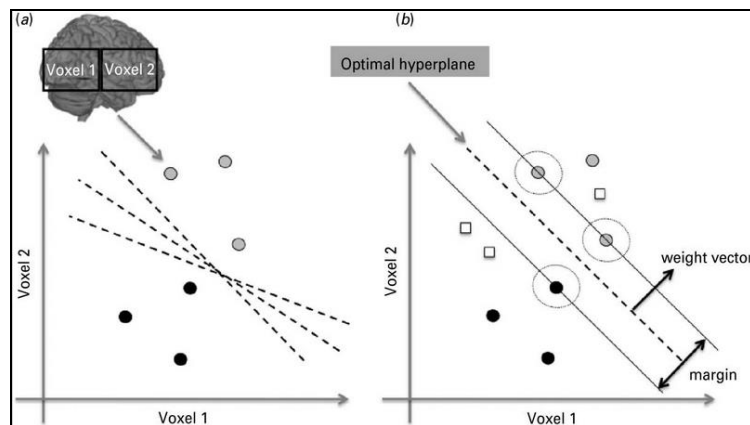 (a)
Voxel 1
Voxel 2
Voxel 2
Voxel 1
(b)
Optimal hyperplane
weight vector
Voxel 2
margin
Voxel 1